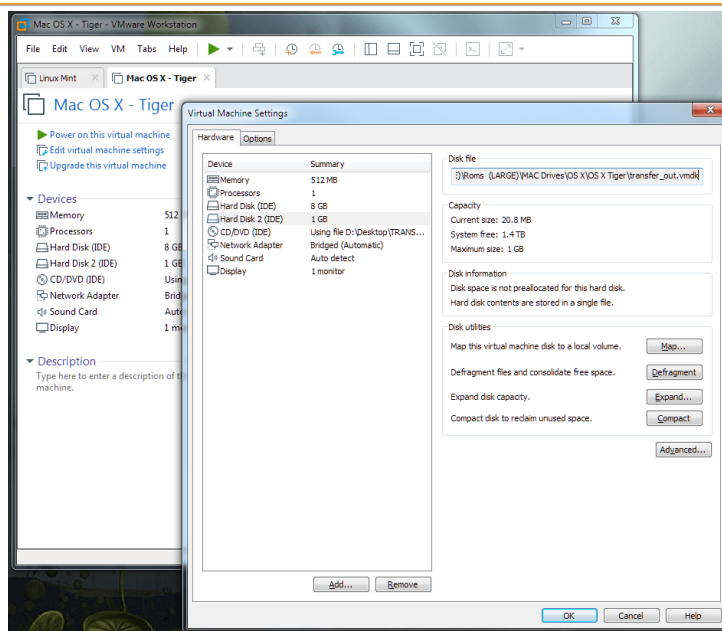 Mac OS X - Tiger - VMware Workstation
File Edit View VM Tabs Help
Linux Mint
Mac OS X - Tiger
Mac OS X - Tiger
Power on this virtual machine
Edit virtual machine settings
Upgrade this virtual machine
Devices
Memory 512
Processors 1
Hard Disk (IDE) 8 GB
Hard Disk 2 (IDE) 1 GB
CD/DVD (IDE)
Network Adapter
Sound Card
Display
Description
Type here to enter a description of
machine.
Virtual Machine Settings
Hardware Options
Device Summary
Memory 512 MB
Processors 1
Hard Disk (IDE) 8 GB
Hard Disk 2 (IDE) 1 GB
CD/DVD (IDE) Using file D:\Desktop\TRANS...
Network Adapter Bridged (Automatic)
Sound Card Auto detect
Display 1 monitor
Add... Remove
Disk file
:)\Roms (LARGE)\MAC Drives\OS X\OS X Tiger\transfer_out.vmdk
Capacity
Current size: 20.8 MB
System free: 1.4 TB
Maximum size: 1 GB
Disk information
Disk space is not preallocated for this hard disk.
Hard disk contents are stored in a single file.
Disk utilities
Map this virtual machine disk to a local volume. Map...
Defragment files and consolidate free space. Defragment
Expand disk capacity. Expand...
Compact disk to reclaim unused space. Compact
Advanced...
OK Cancel Help